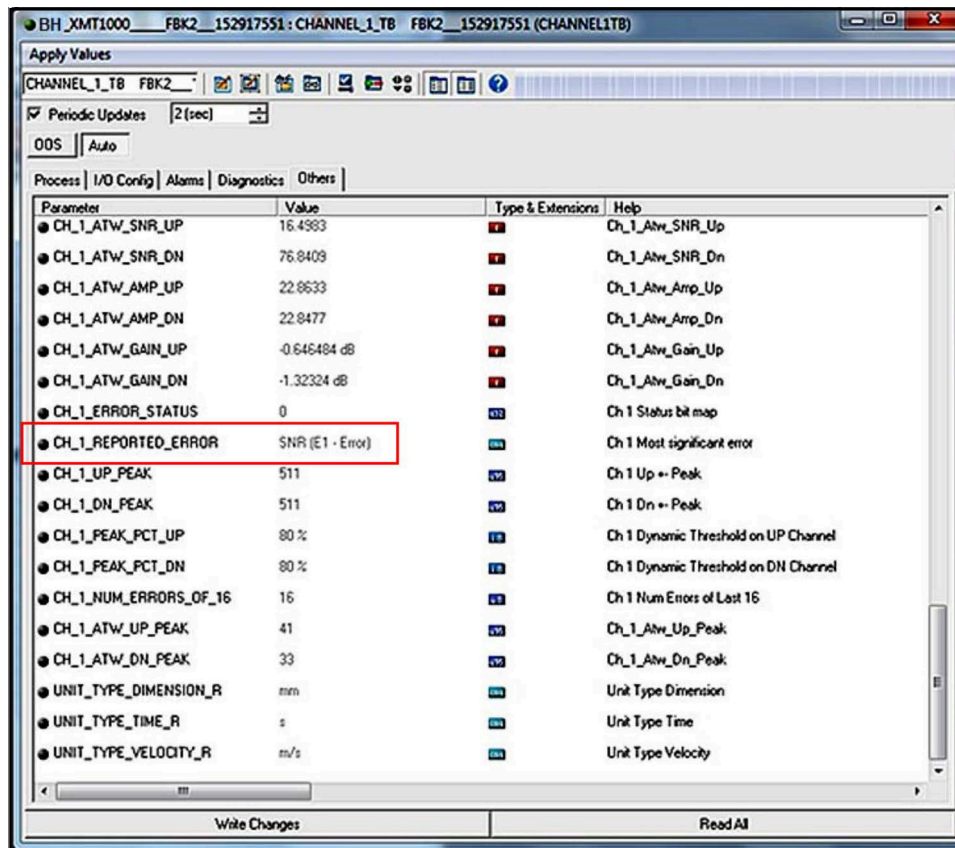 BH_XMT1000____FBK2__152917551 : CHANNEL_1_TB FBK2__152917551 (CHANNEL1TB)
Apply Values
CHANNEL_1_TB FBK2__
Periodic Updates 2 (sec)
OOS Auto
Process I/O Config Alarms Diagnostics Others
Parameter Value Type & Extensions Help
CH_1_ATW_SNR_UP 16.4983 Ch_1_Atw_SNR_Up
CH_1_ATW_SNR_DN 76.8409 Ch_1_Atw_SNR_Dn
CH_1_ATW_AMP_UP 22.8633 Ch_1_Atw_Amp_Up
CH_1_ATW_AMP_DN 22.8477 Ch_1_Atw_Amp_Dn
CH_1_ATW_GAIN_UP -0.646484 dB Ch_1_Atw_Gain_Up
CH_1_ATW_GAIN_DN -1.32324 dB Ch_1_Atw_Gain_Dn
CH_1_ERROR_STATUS 0 Ch 1 Status bit map
CH_1_REPORTED_ERROR SNR (E1 - Error) Ch 1 Most significant error
CH_1_UP_PEAK 511 Ch 1 Up +- Peak
CH_1_DN_PEAK 511 Ch 1 Dn +- Peak
CH_1_PEAK_PCT_UP 80 % Ch 1 Dynamic Threshold on UP Channel
CH_1_PEAK_PCT_DN 80 % Ch 1 Dynamic Threshold on DN Channel
CH_1_NUM_ERRORS_OF_16 16 Ch 1 Num Errors of Last 16
CH_1_ATW_UP_PEAK 41 Ch_1_Atw_Up_Peak
CH_1_ATW_DN_PEAK 33 Ch_1_Atw_Dn_Peak
UNIT_TYPE_DIMENSION_R mm Unit Type Dimension
UNIT_TYPE_TIME_R s Unit Type Time
UNIT_TYPE_VELOCITY_R m/s Unit Type Velocity
Write Changes Read All